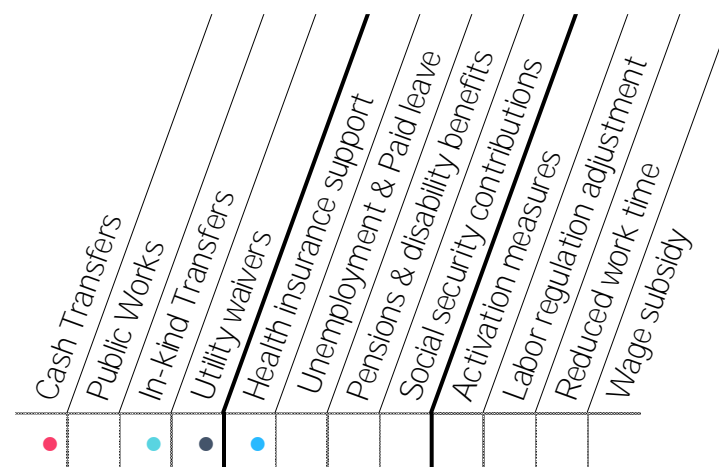 Cash Transfers
Public Works
In-kind Transfers
Utility waivers
Health insurance support
Unemployment & Paid leave
Pensions & disability benefits
Social security contributions
Activation measures
Labor regulation adjustment
Reduced work time
Wage subsidy